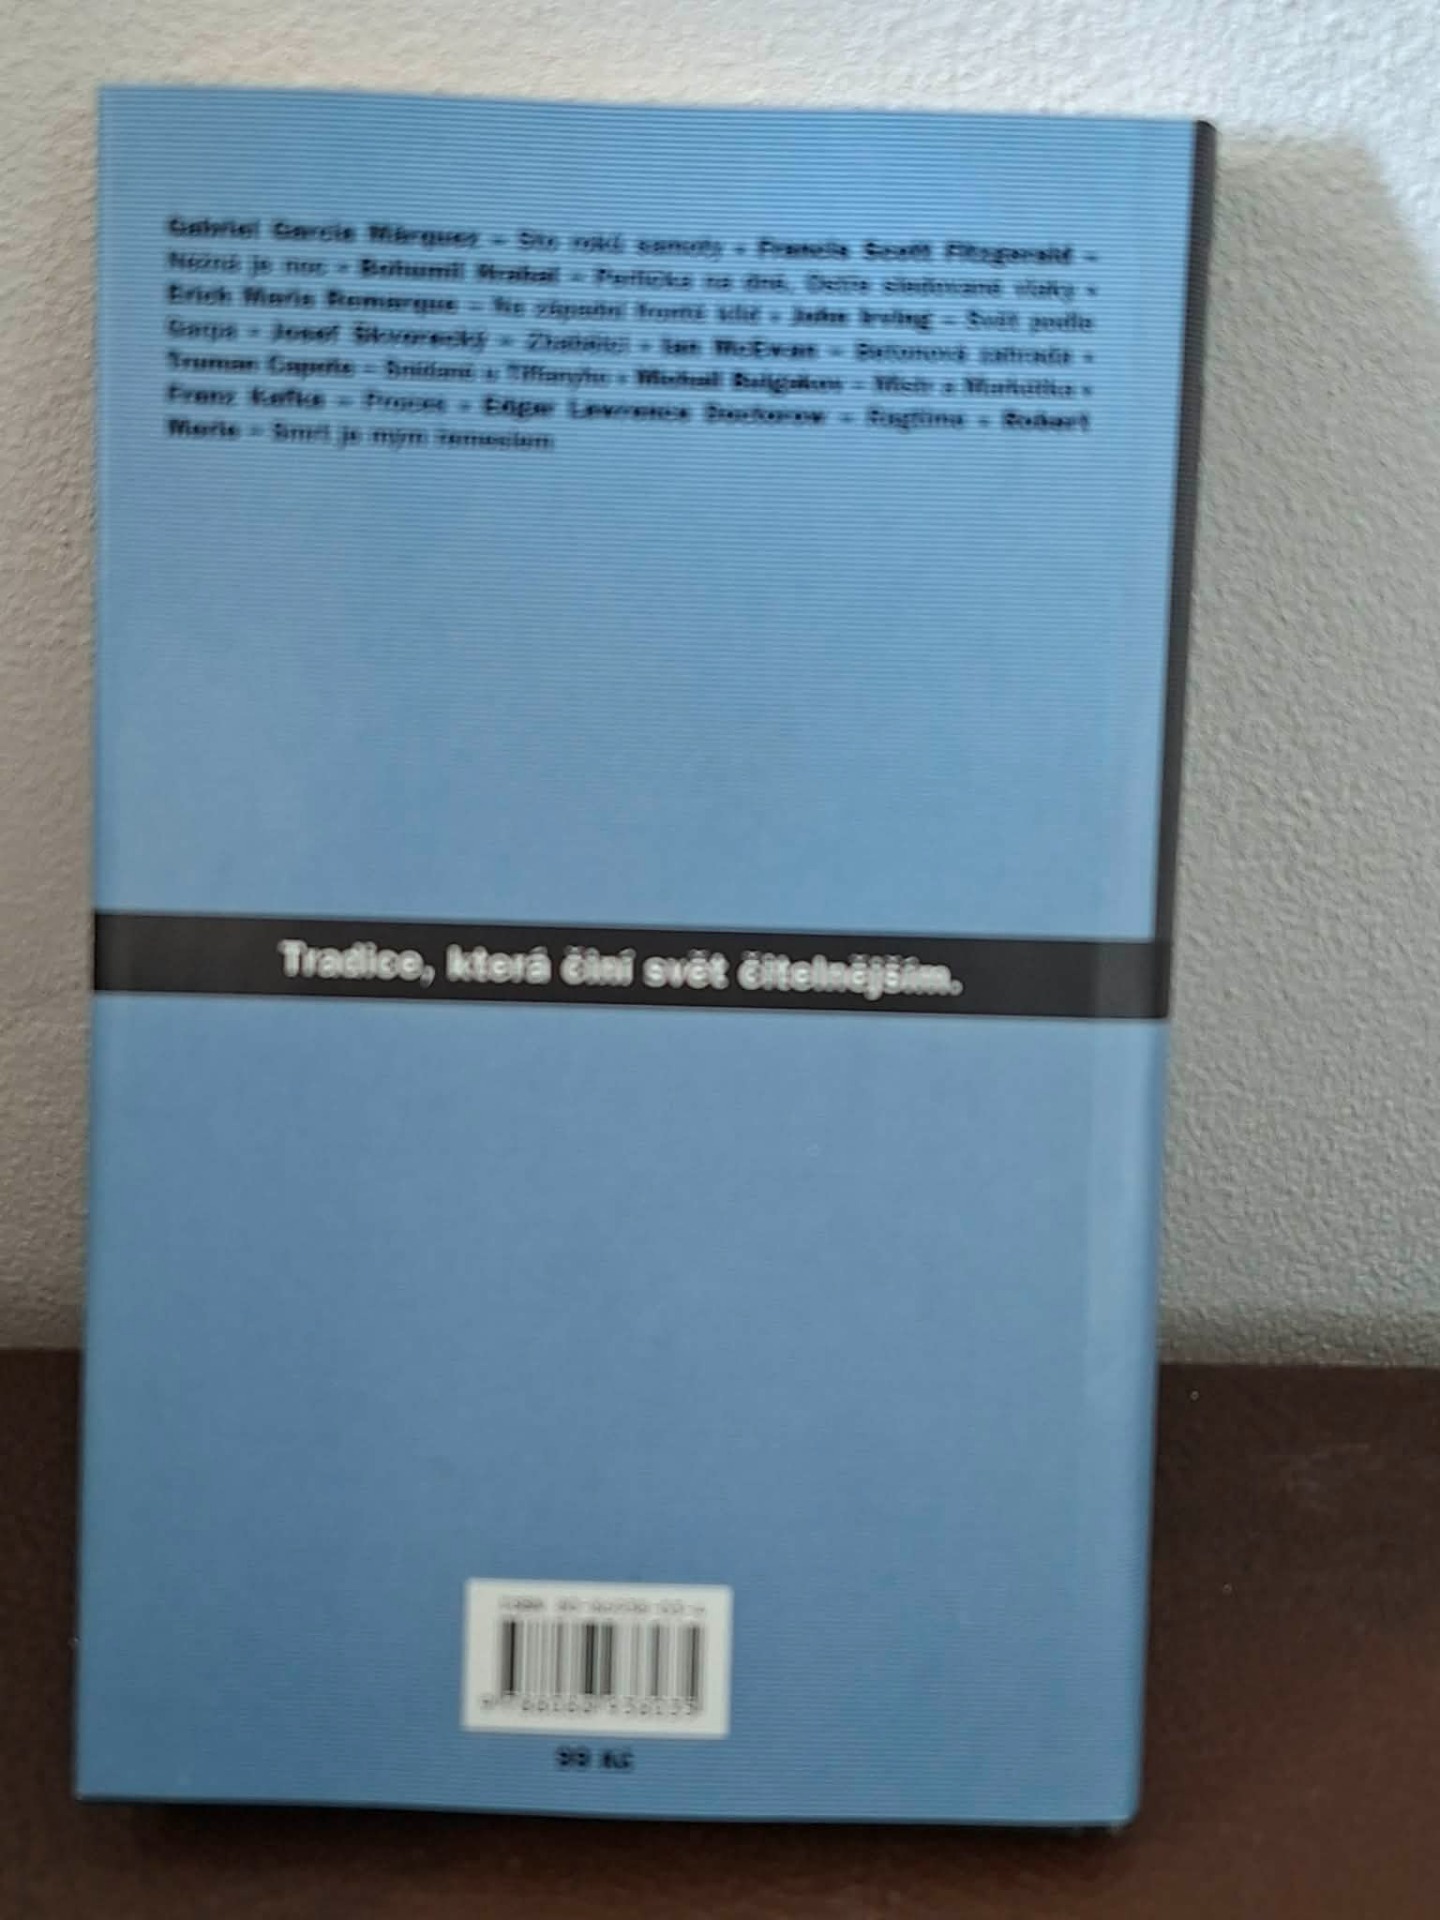 Gabriel García Márquez – Sto roků samoty • Francis Scott Fitzgerald –
Něžná je noc • Bohumil Hrabal – Perlička na dně, Ostře sledované vlaky •
Erich Maria Remarque – Na západní frontě klid • John Irving – Svět podle
Garpa • Josef Škvorecký – Zbabělci • Ian McEwan – Betonová zahrada •
Truman Capote – Snídaně u Tiffanyho • Michail Bulgakov – Mistr a Markétka •
Franz Kafka – Proces • Edgar Lawrence Doctorow – Ragtime • Robert
Merle – Smrt je mým řemeslem
Tradice, která činí svět čitelnějším.
ISBN
99 Kč